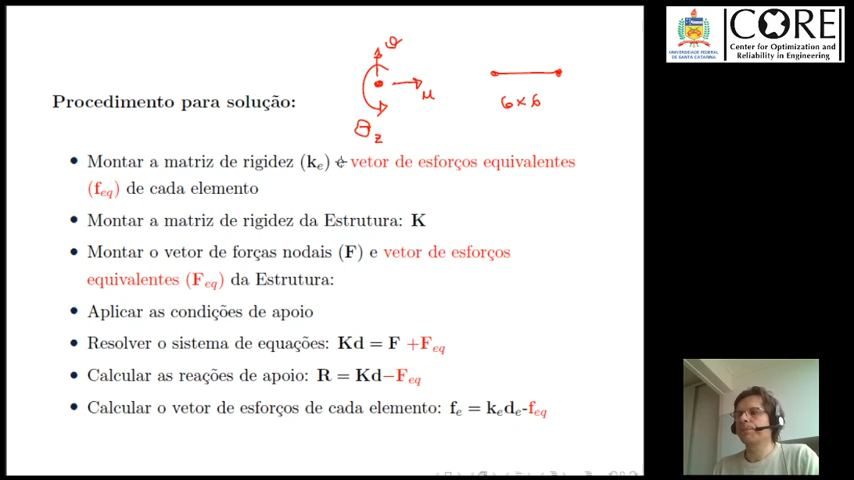 CORE
UNIVERSIDADE FEDERAL
DE SANTA CATARINA
Center for Optimization and
Reliability in Engineering
v
u
θz
6×6
Procedimento para solução:
• Montar a matriz de rigidez (kₑ) e vetor de esforços equivalentes
(fₑq) de cada elemento
• Montar a matriz de rigidez da Estrutura: K
• Montar o vetor de forças nodais (F) e vetor de esforços
equivalentes (Fₑq) da Estrutura:
• Aplicar as condições de apoio
• Resolver o sistema de equações: Kd = F +Fₑq
• Calcular as reações de apoio: R = Kd−Fₑq
• Calcular o vetor de esforços de cada elemento: fₑ = kₑdₑ-fₑq